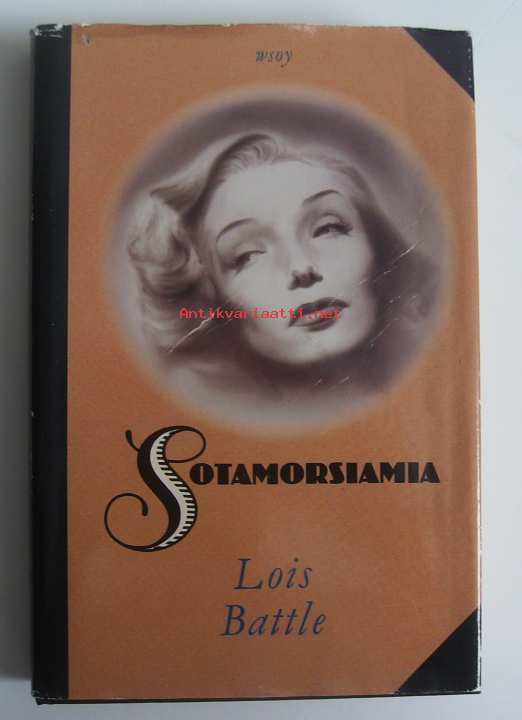 wsoy
Antikvariaatti.net
SOTAMORSIAMIA
Lois
Battle